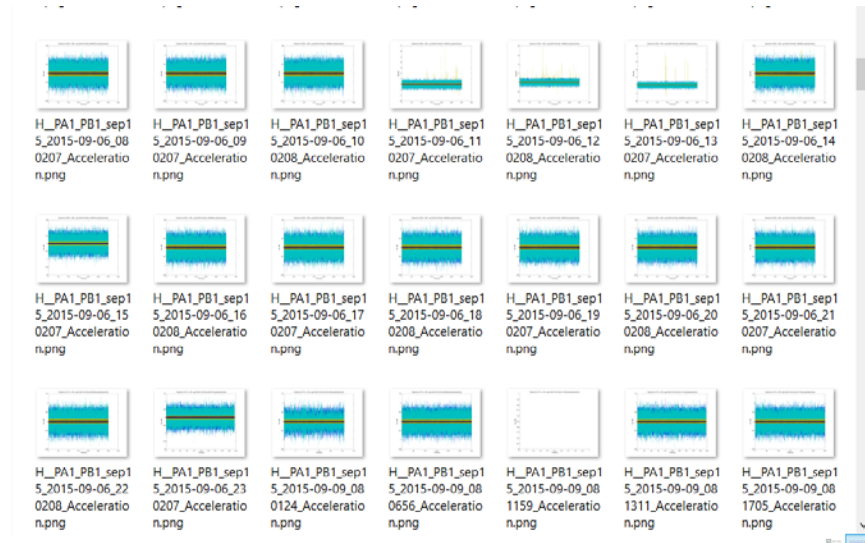 H__PA1_PB1_sep1 H__PA1_PB1_sep1 H__PA1_PB1_sep1 H__PA1_PB1_sep1 H__PA1_PB1_sep1 H__PA1_PB1_sep1 H__PA1_PB1_sep1
5_2015-09-06_08 5_2015-09-06_09 5_2015-09-06_10 5_2015-09-06_11 5_2015-09-06_12 5_2015-09-06_13 5_2015-09-06_14
0207_Acceleratio 0207_Acceleratio 0208_Acceleratio 0207_Acceleratio 0208_Acceleratio 0207_Acceleratio 0208_Acceleratio
n.png n.png n.png n.png n.png n.png n.png
H__PA1_PB1_sep1 H__PA1_PB1_sep1 H__PA1_PB1_sep1 H__PA1_PB1_sep1 H__PA1_PB1_sep1 H__PA1_PB1_sep1 H__PA1_PB1_sep1
5_2015-09-06_15 5_2015-09-06_16 5_2015-09-06_17 5_2015-09-06_18 5_2015-09-06_19 5_2015-09-06_20 5_2015-09-06_21
0207_Acceleratio 0208_Acceleratio 0207_Acceleratio 0208_Acceleratio 0207_Acceleratio 0208_Acceleratio 0207_Acceleratio
n.png n.png n.png n.png n.png n.png n.png
H__PA1_PB1_sep1 H__PA1_PB1_sep1 H__PA1_PB1_sep1 H__PA1_PB1_sep1 H__PA1_PB1_sep1 H__PA1_PB1_sep1 H__PA1_PB1_sep1
5_2015-09-06_22 5_2015-09-06_23 5_2015-09-09_08 5_2015-09-09_08 5_2015-09-09_08 5_2015-09-09_08 5_2015-09-09_08
0208_Acceleratio 0207_Acceleratio 0124_Acceleratio 0656_Acceleratio 1159_Acceleratio 1311_Acceleratio 1705_Acceleratio
n.png n.png n.png n.png n.png n.png n.png